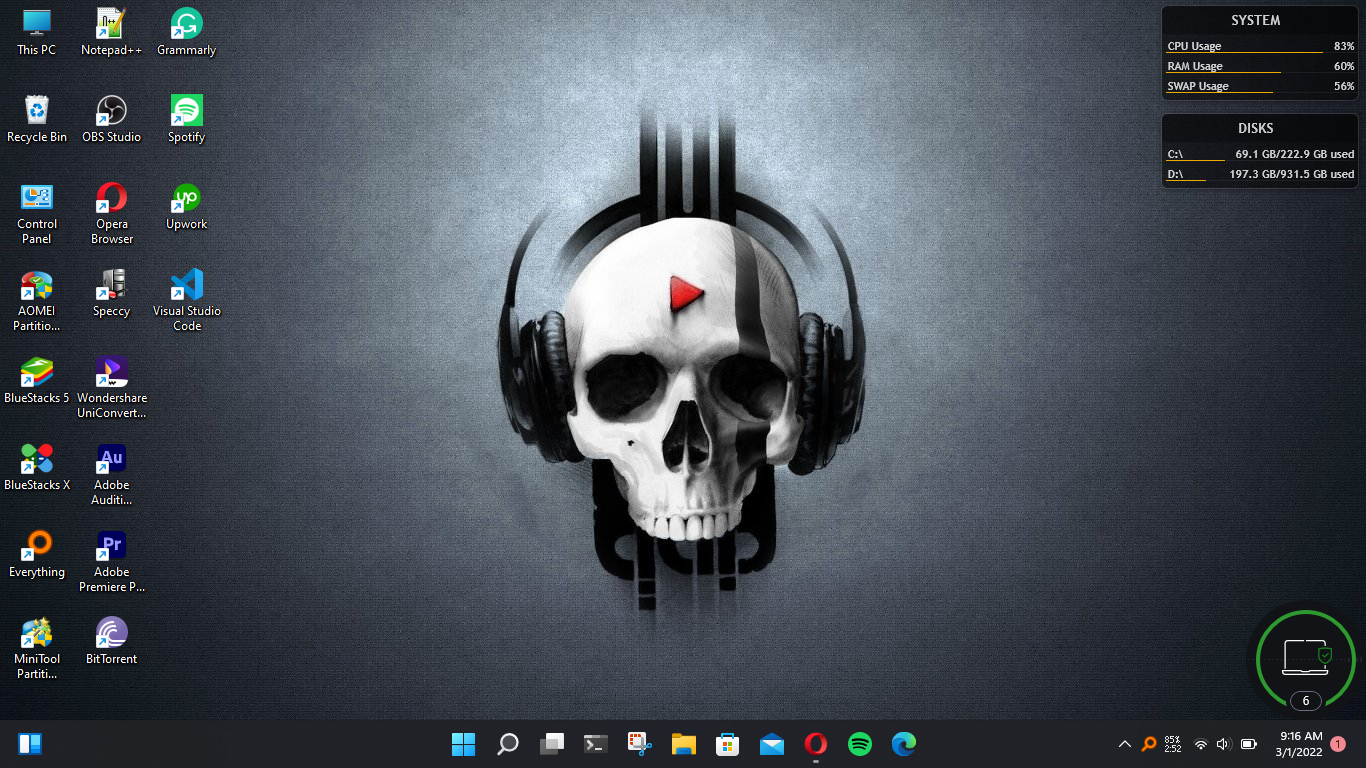 This PC
Notepad++
Grammarly
Recycle Bin
OBS Studio
Spotify
Control
Panel
Opera
Browser
up
Upwork
AOMEI
Partitio...
Speccy
Visual Studio
Code
BlueStacks 5
Wondershare
UniConvert...
BlueStacks X
Au
Adobe
Auditi...
Everything
Pr
Adobe
Premiere P...
MiniTool
Partiti...
BitTorrent
SYSTEM
CPU Usage 83%
RAM Usage 60%
SWAP Usage 56%
DISKS
C:\ 69.1 GB/222.9 GB used
D:\ 197.3 GB/931.5 GB used
6
85%
2:52
9:16 AM
3/1/2022
1